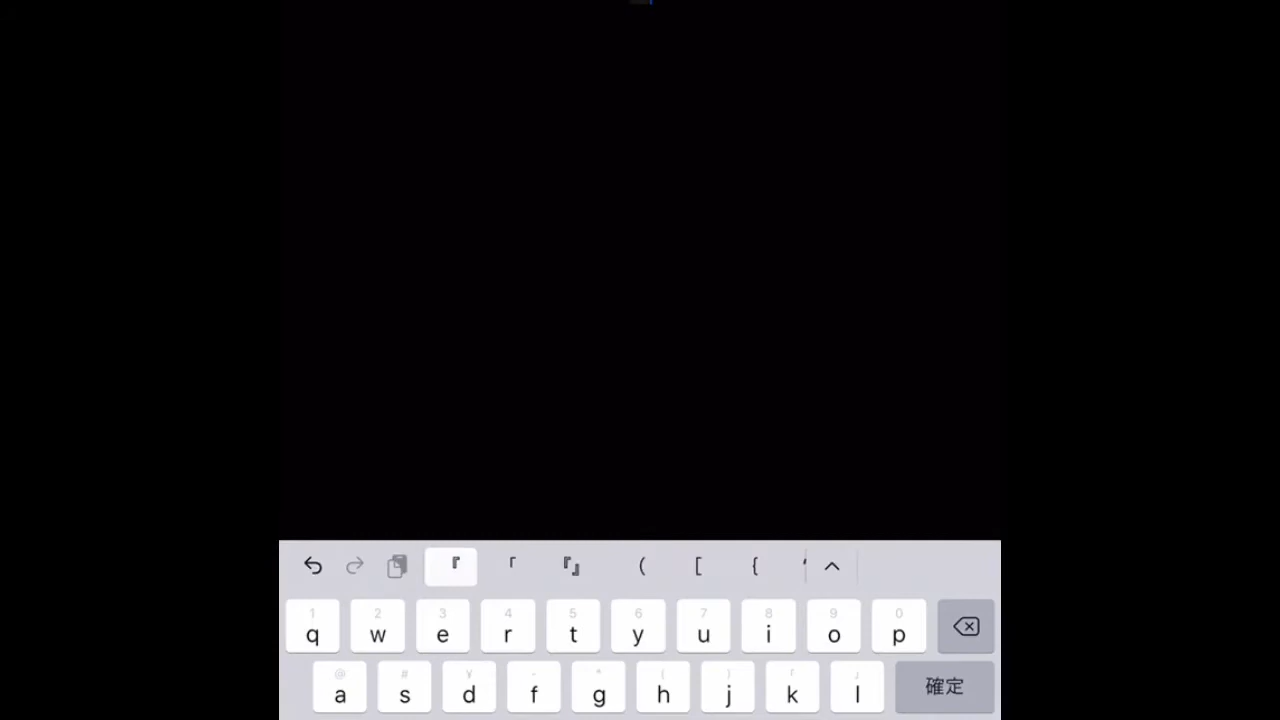 『 「 『』 ( [ { ‘
1 2 3 4 5 6 7 8 9 0
q w e r t y u i o p
@ # ¥ - * ( ) 「 」
a s d f g h j k l 確定